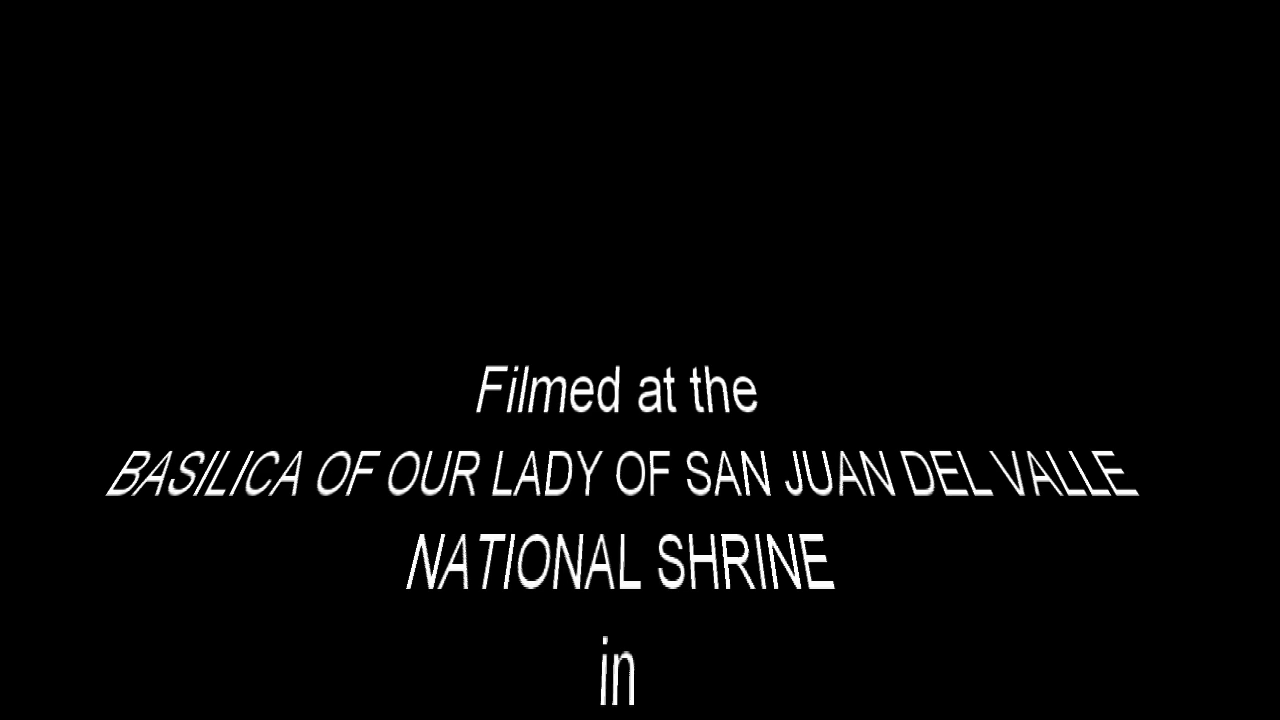 Filmed at the
BASILICA OF OUR LADY OF SAN JUAN DEL VALLE
NATIONAL SHRINE
in